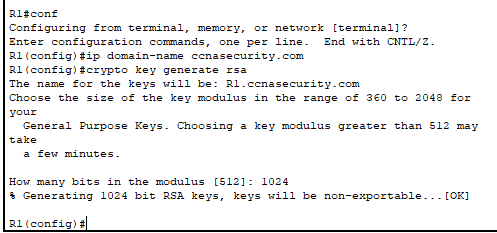 R1#conf
Configuring from terminal, memory, or network [terminal]?
Enter configuration commands, one per line.  End with CNTL/Z.
R1(config)#ip domain-name ccnasecurity.com
R1(config)#crypto key generate rsa
The name for the keys will be: R1.ccnasecurity.com
Choose the size of the key modulus in the range of 360 to 2048 for
your
  General Purpose Keys. Choosing a key modulus greater than 512 may
take
  a few minutes.

How many bits in the modulus [512]: 1024
% Generating 1024 bit RSA keys, keys will be non-exportable...[OK]

R1(config)#